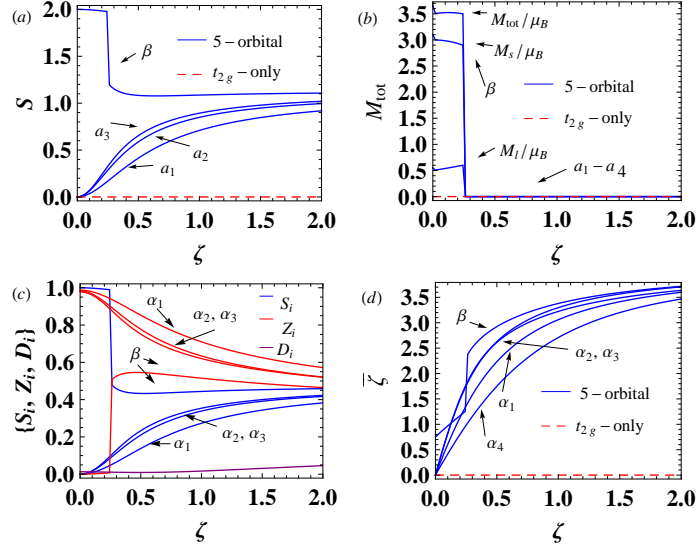 (a)
β
5 - orbital
t2g - only
a3
a2
a1
S
2.0
1.5
1.0
0.5
0.0
0.0 0.5 1.0 1.5 2.0
ζ
(b)
Mtot/μB
Ms/μB
β
5 - orbital
t2g - only
Ml/μB
a1 - a4
Mtot
3.5
3.0
2.5
2.0
1.5
1.0
0.5
0.0
0.0 0.5 1.0 1.5 2.0
ζ
(c)
α1
α2, α3
Si
Zi
Di
β
α2, α3
α1
{Si, Zi, Di}
1.0
0.8
0.6
0.4
0.2
0.0
0.0 0.5 1.0 1.5 2.0
ζ
(d)
β
α2, α3
α1
5 - orbital
α4
t2g - only
ζ̅
3.5
3.0
2.5
2.0
1.5
1.0
0.5
0.0
0.0 0.5 1.0 1.5 2.0
ζ